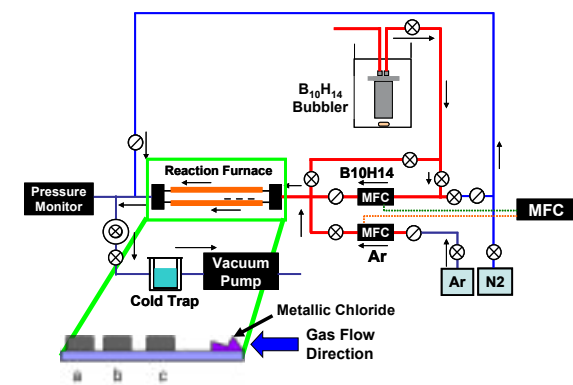 B10H14
Bubbler
Reaction Furnace
B10H14
Pressure
Monitor
MFC
MFC
MFC
Ar
Vacuum
Pump
Ar
N2
Cold Trap
Metallic Chloride
Gas Flow
Direction
a
b
c